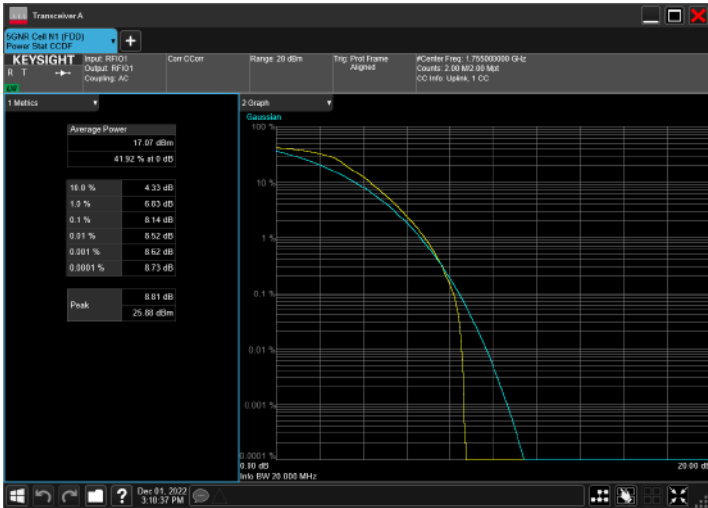 Transceiver A
5GNR Cell N1 (FDD)
Power Stat CCDF
KEYSIGHT
R T
Input: RFIO1
Output: RFIO1
Coupling: AC
Corr CCorr
Range: 20 dBm
Trig: Prot Frame
Aligned
#Center Freq: 1.755000000 GHz
Counts: 2.00 M/2.00 Mpt
CC Info: Uplink, 1 CC
1 Metrics
Average Power
17.07 dBm
41.92 % at 0 dB
10.0 % 4.33 dB
1.0 % 6.83 dB
0.1 % 8.14 dB
0.01 % 8.52 dB
0.001 % 8.62 dB
0.0001 % 8.73 dB
Peak
8.81 dB
25.88 dBm
2 Graph
Gaussian
100 %
10 %
1 %
0.1 %
0.01 %
0.001 %
0.0001 %
0.00 dB
20.00 dB
Info BW 20.000 MHz
Dec 01, 2022
3:10:37 PM